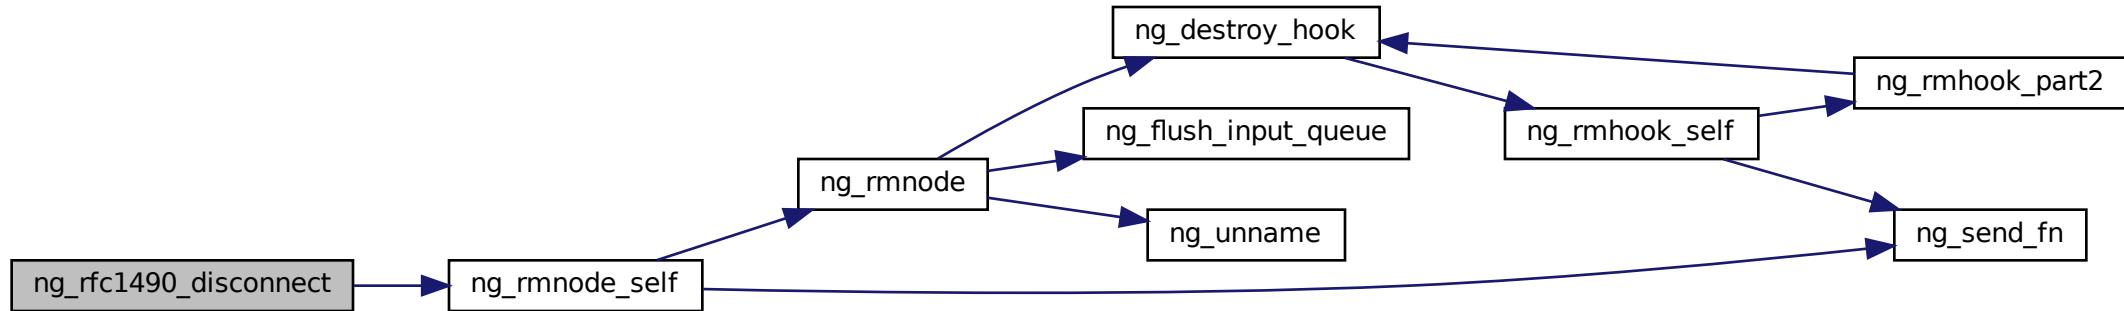 ng_destroy_hook
ng_rmhook_part2
ng_flush_input_queue
ng_rmhook_self
ng_rmnode
ng_unname
ng_send_fn
ng_rfc1490_disconnect
ng_rmnode_self